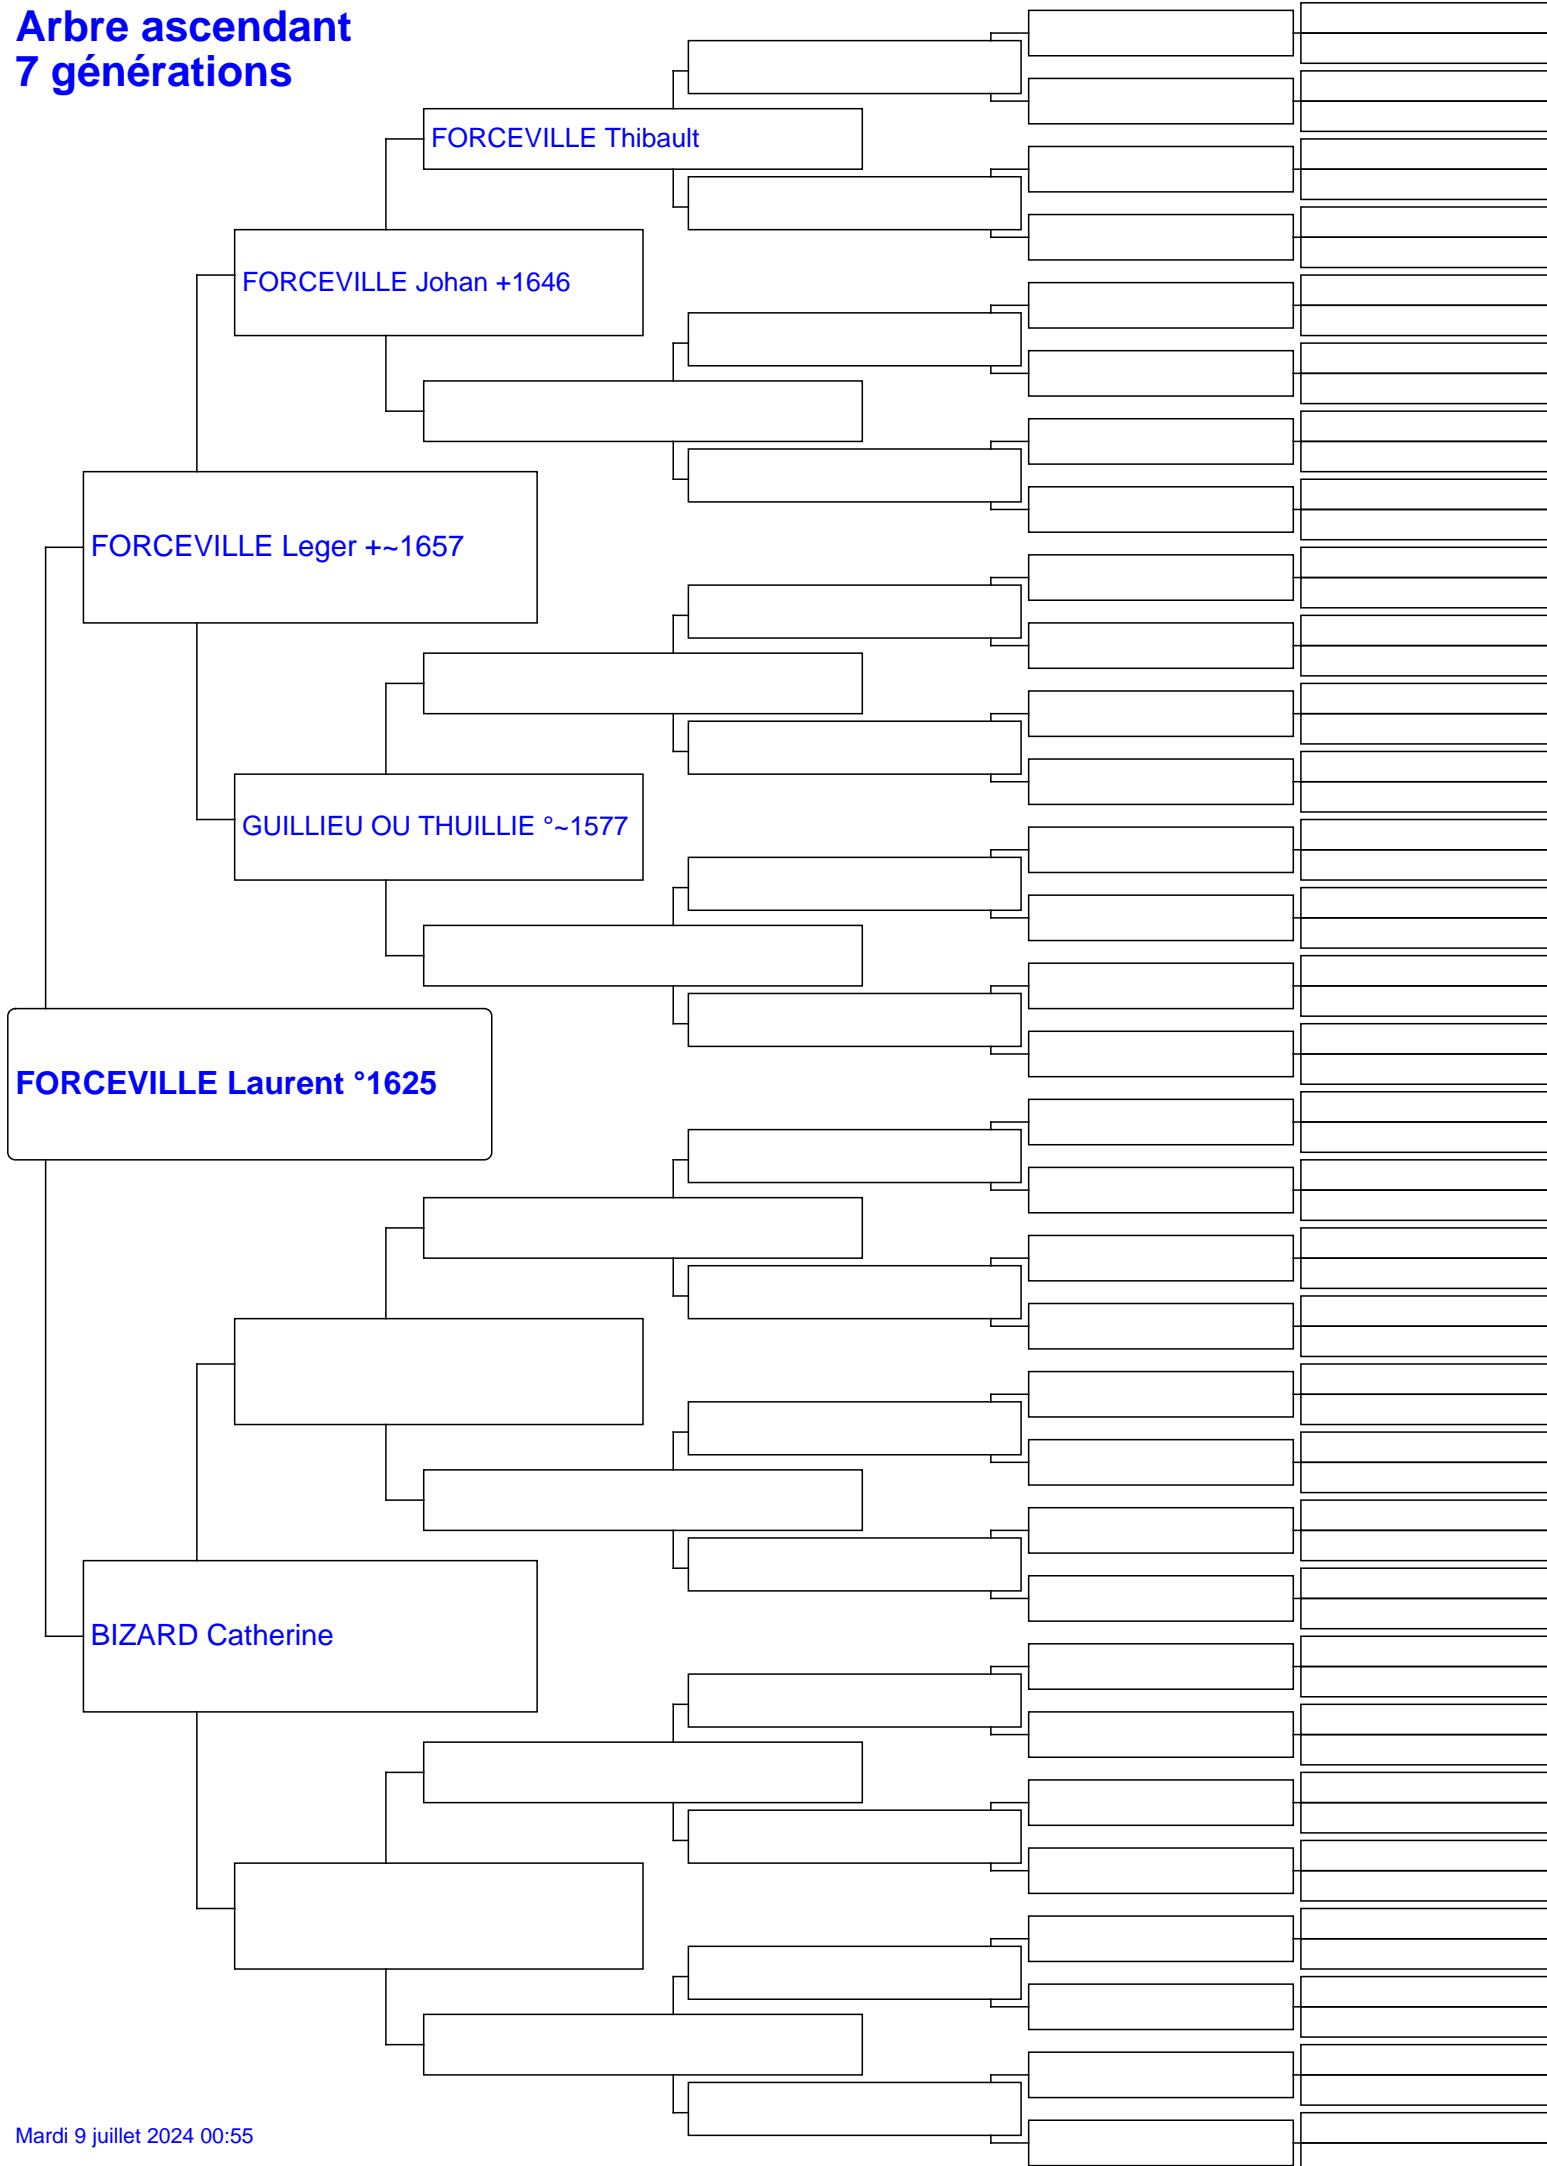 Arbre ascendant
7 générations
FORCEVILLE Thibault
FORCEVILLE Johan +1646
FORCEVILLE Leger +~1657
GUILLIEU OU THUILLIE °~1577
FORCEVILLE Laurent °1625
BIZARD Catherine
Mardi 9 juillet 2024 00:55